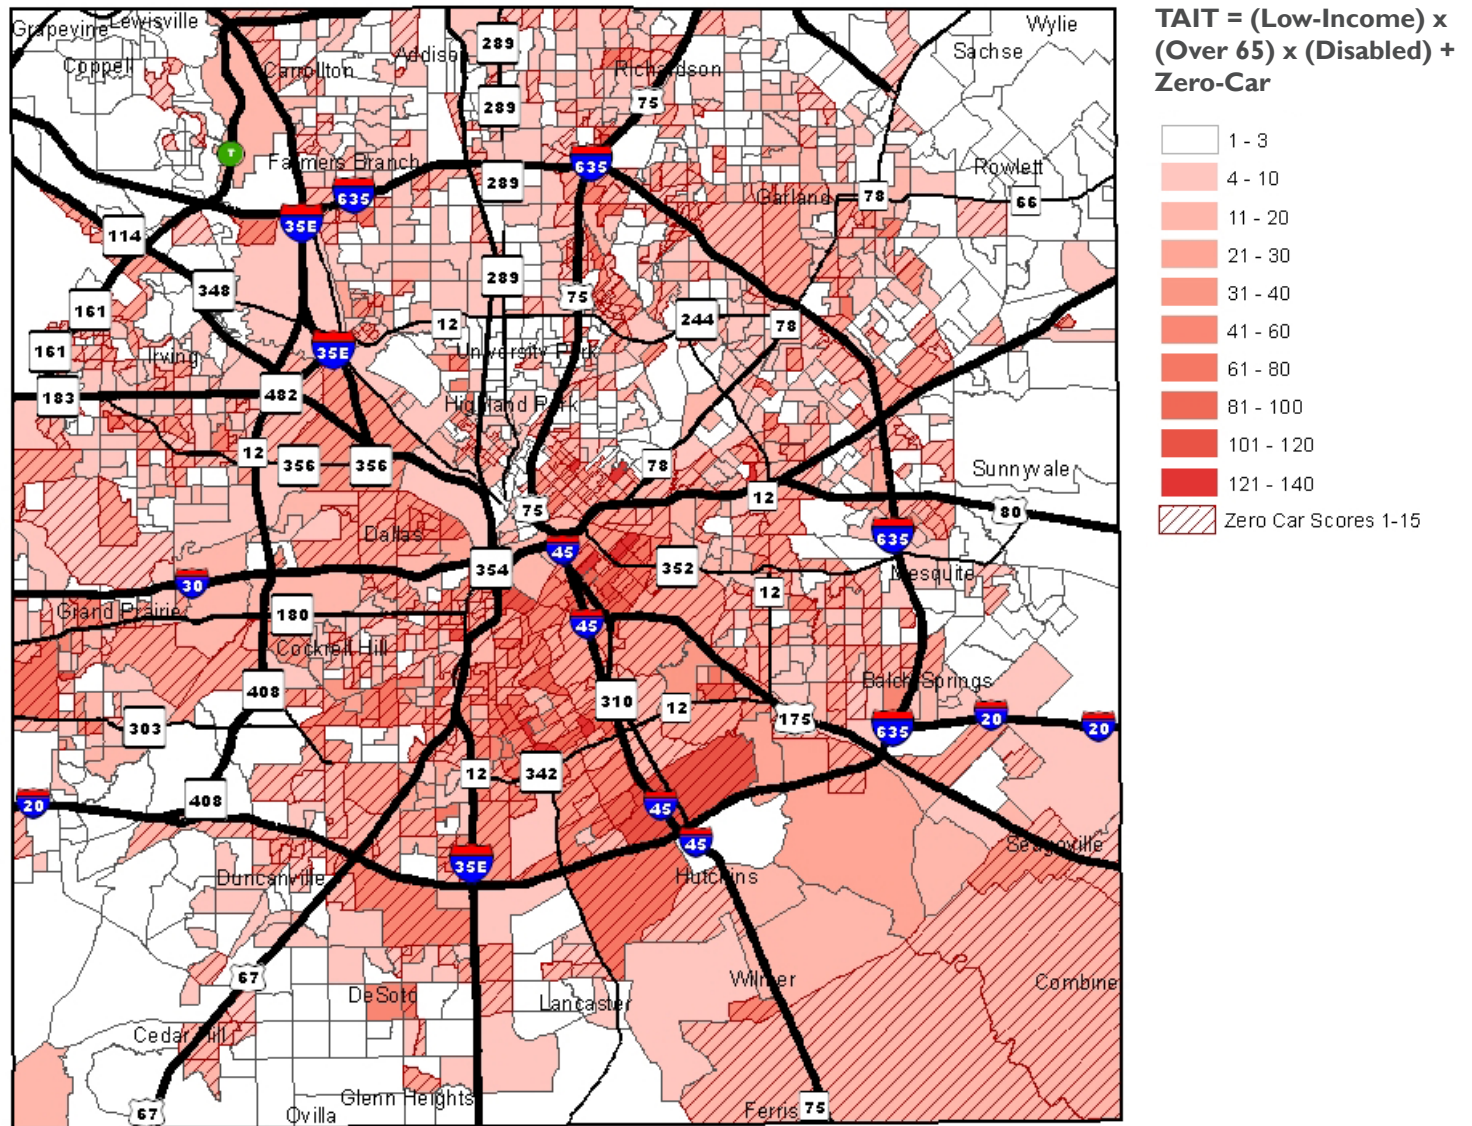 TAIT = (Low-Income) x
(Over 65) x (Disabled) +
Zero-Car
1 - 3
4 - 10
11 - 20
21 - 30
31 - 40
41 - 60
61 - 80
81 - 100
101 - 120
121 - 140
Zero Car Scores 1-15
Grapevine
Lewisville
289
Wylie
Sachse
Coppell
Carrollton
Addison
Richardson
289
75
T
Farmers Branch
635
289
635
Garland
78
Rowlett
66
35E
114
348
289
75
161
12
244
78
161
Irving
35E
University Park
183
482
Highland Park
12
356
356
78
Sunnyvale
75
12
80
Dallas
45
635
354
352
Mesquite
30
12
Grand Prairie
180
45
Cockrell Hill
408
310
12
Balch Springs
303
175
635
20
20
12
342
20
408
45
45
Seagoville
35E
Duncanville
Hutchins
67
Wilmer
Combine
DeSoto
Lancaster
Cedar Hill
Glenn Heights
67
Ovilla
Ferris
75